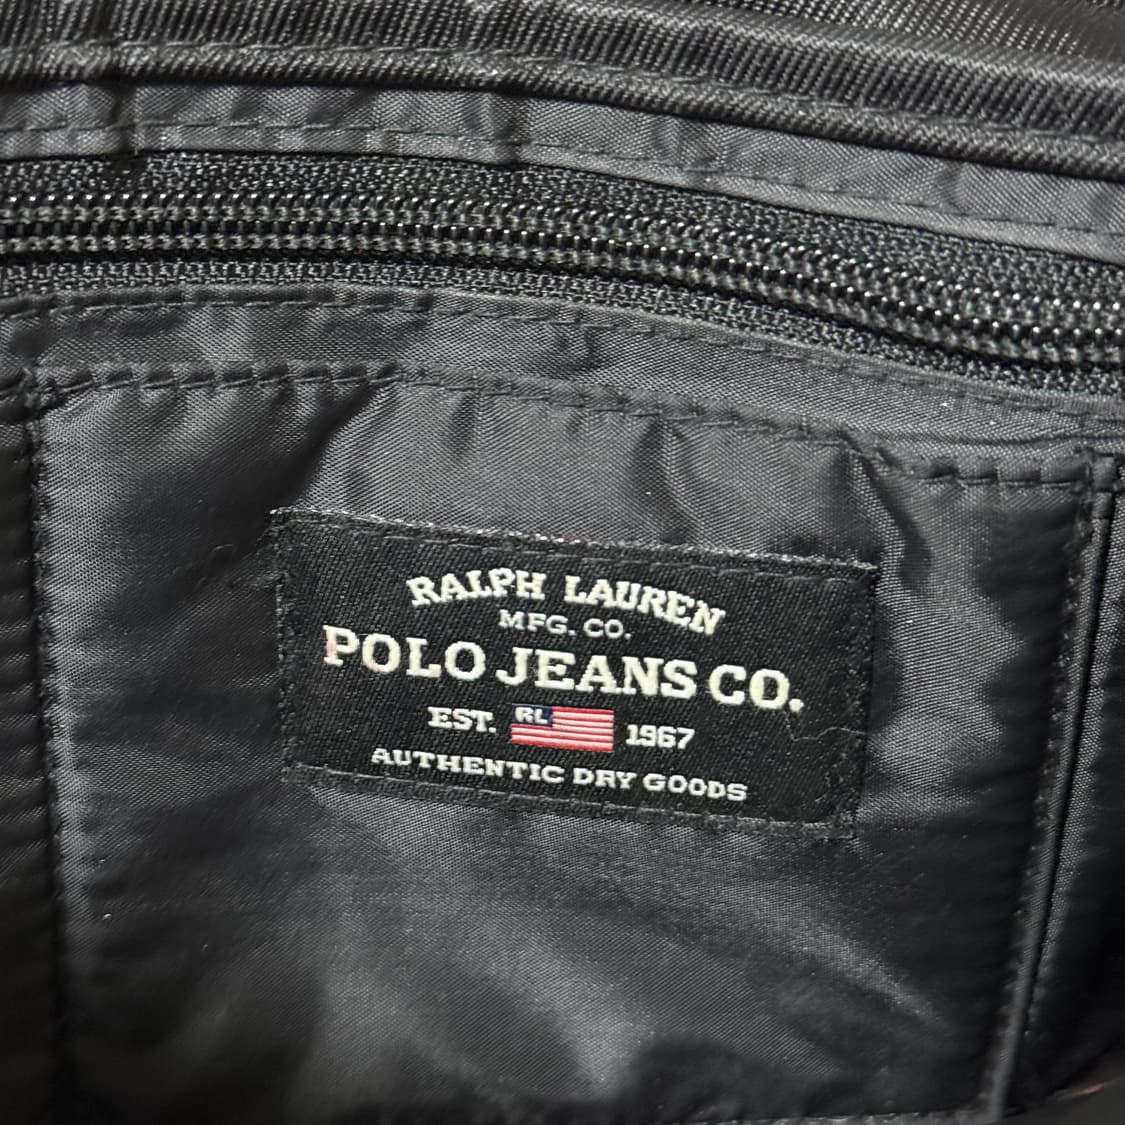 RALPH LAUREN
MFG. CO.
POLO JEANS CO.
EST. RL 1967
AUTHENTIC DRY GOODS